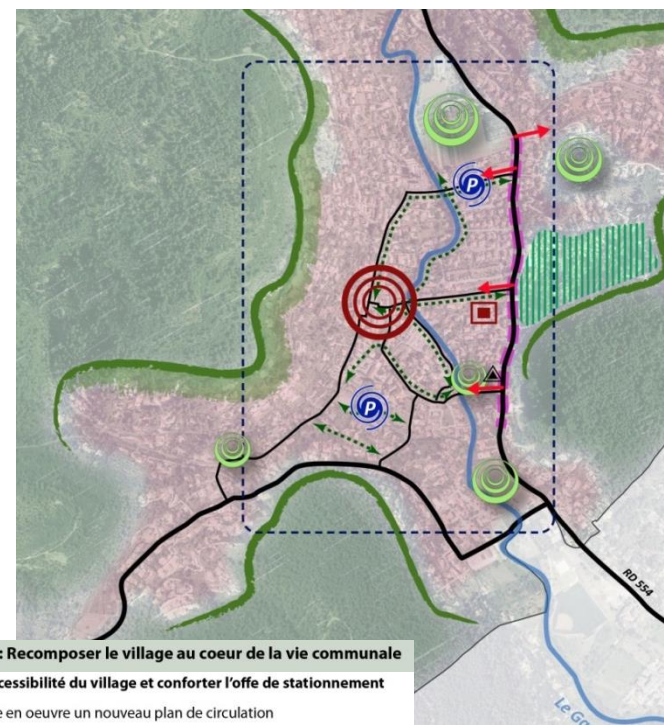 P
P
RD 554
Le Ga
: Recomposer le village au coeur de la vie communale
cessibilité du village et conforter l'offe de stationnement
e en oeuvre un nouveau plan de circulation